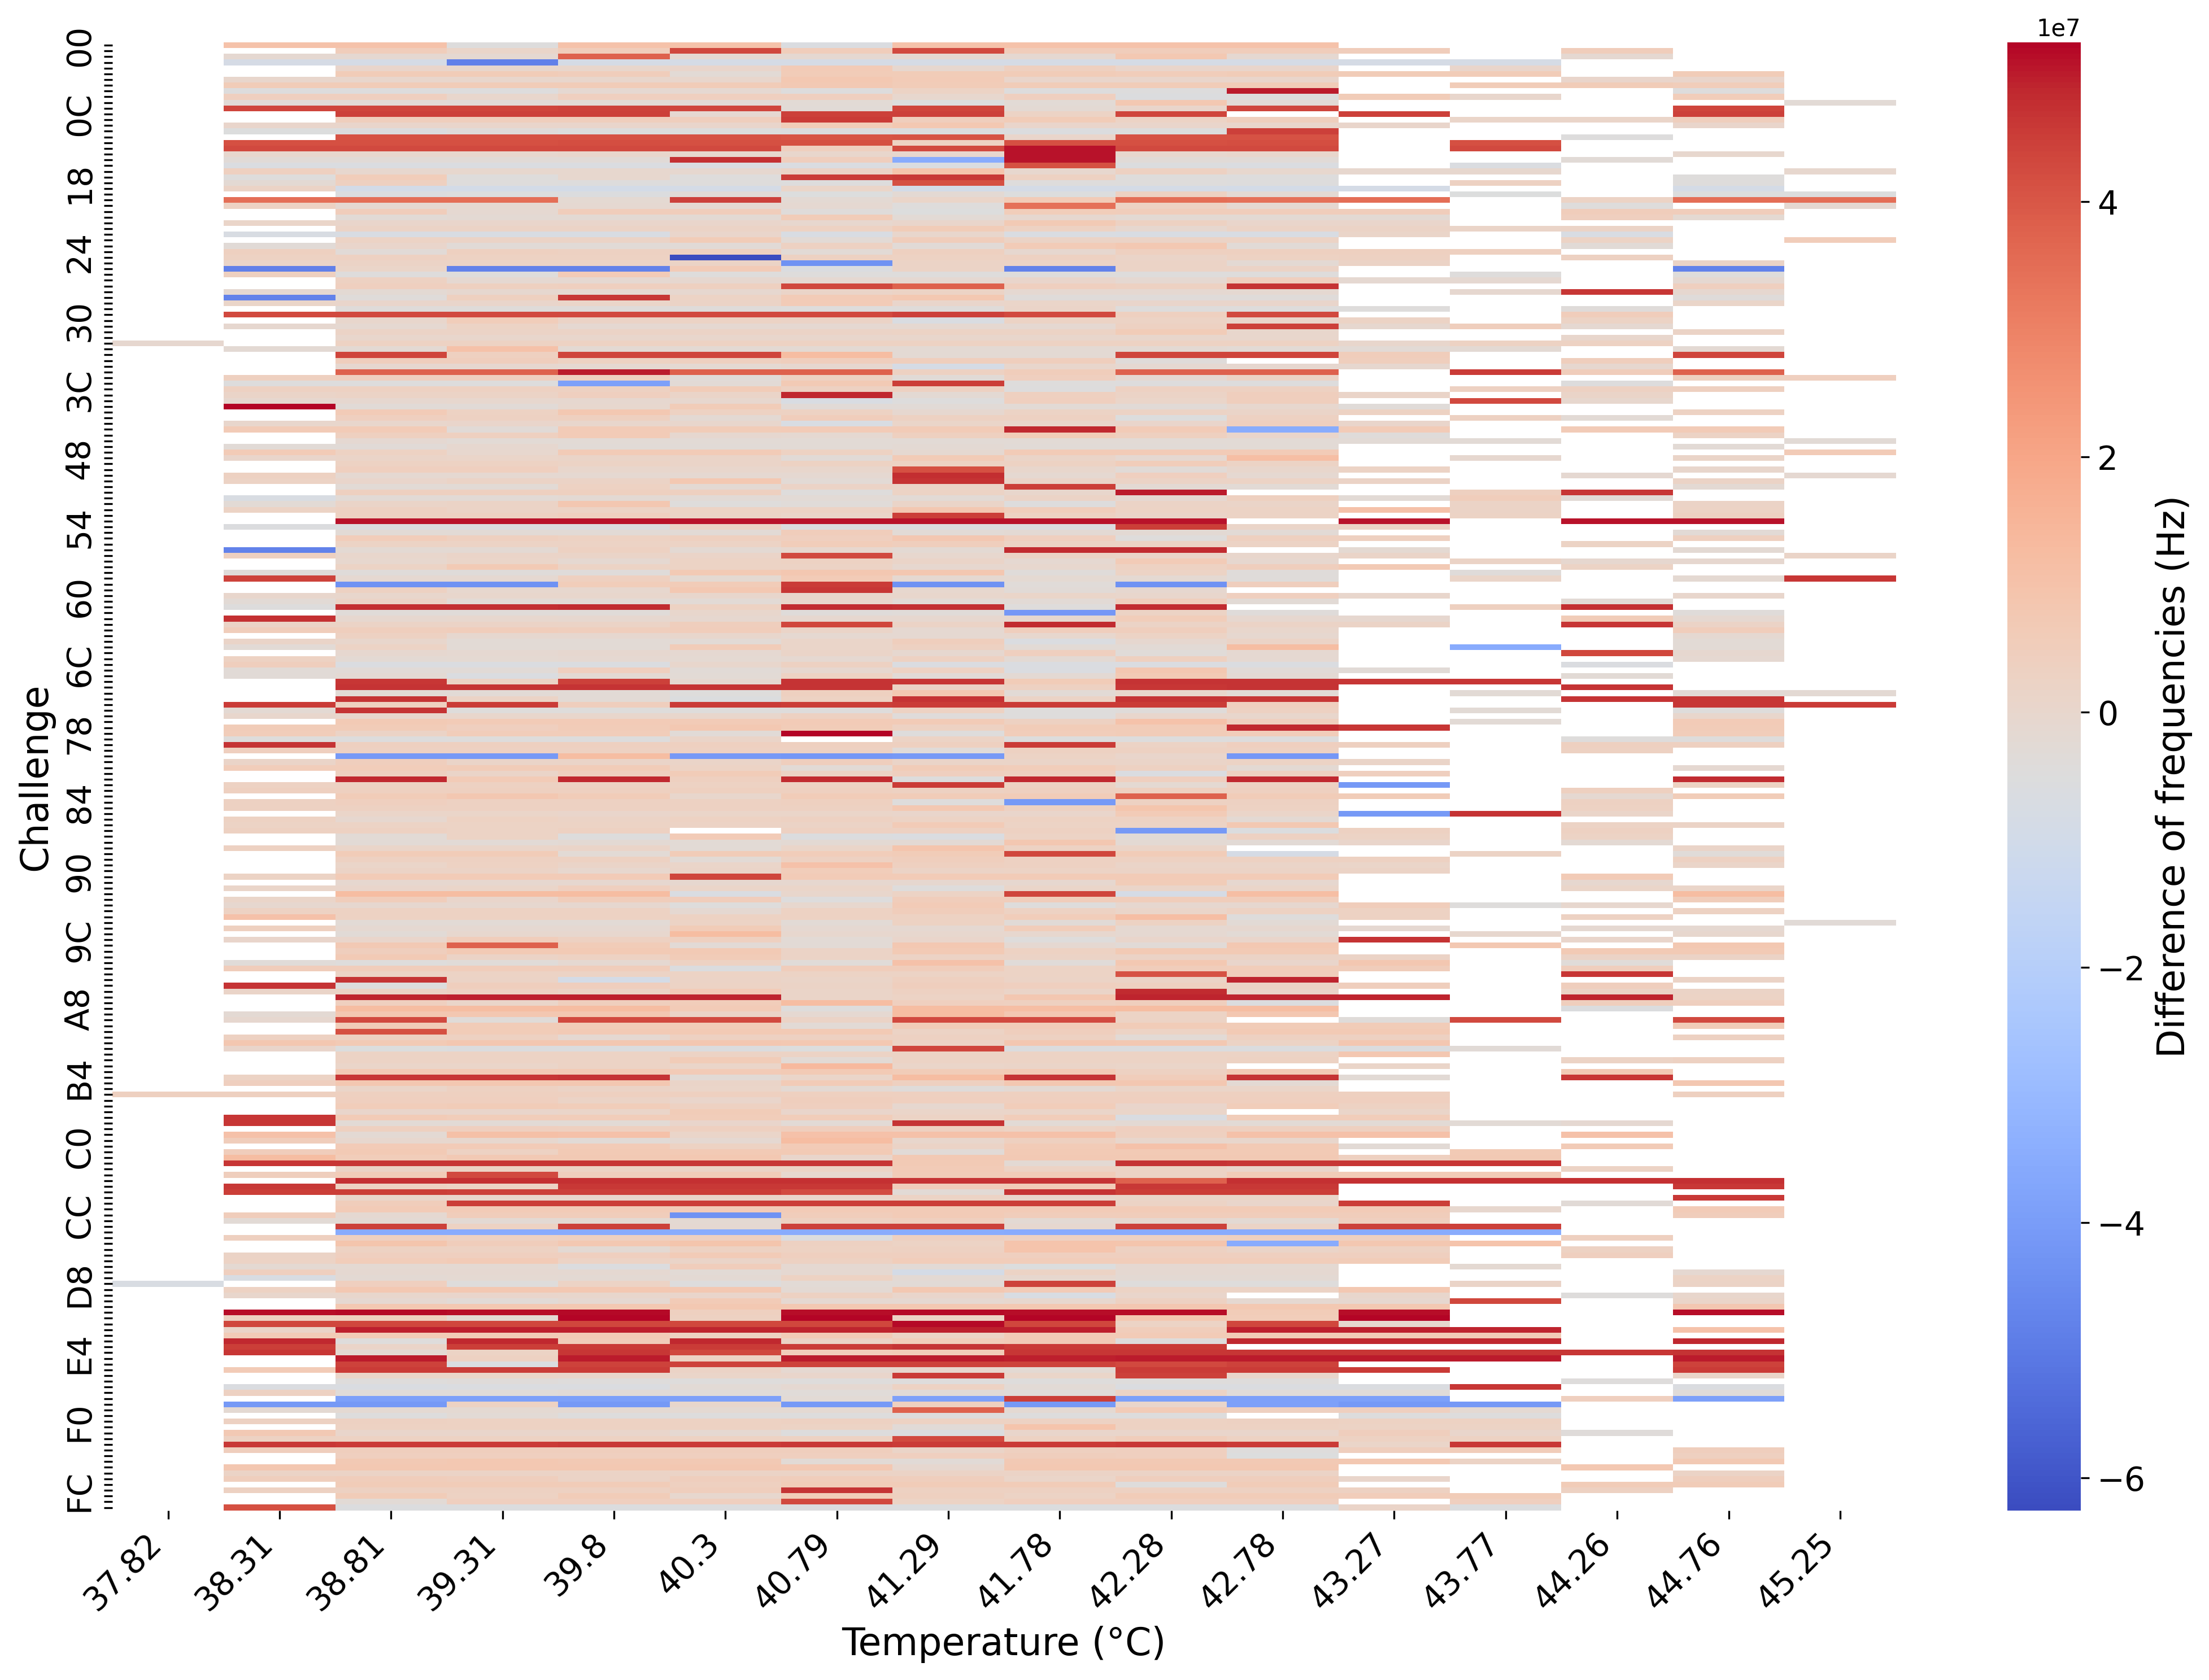 1e7
00
0C
18
24
30
3C
48
54
60
6C
78
84
90
9C
A8
B4
C0
CC
D8
E4
F0
FC
Challenge
37.82
38.31
38.81
39.31
39.8
40.3
40.79
41.29
41.78
42.28
42.78
43.27
43.77
44.26
44.76
45.25
Temperature (°C)
4
2
0
−2
−4
−6
Difference of frequencies (Hz)